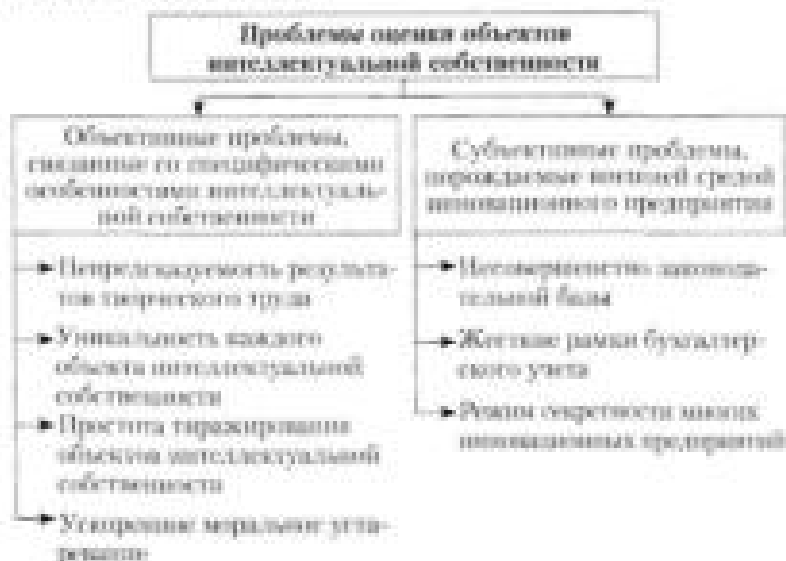 Проблемы оценки объектов
интеллектуальной собственности
Объективные проблемы,
связанные со специфическими
особенностями интеллектуаль-
ной собственности
Непредсказуемость результа-
тов творческого труда
Уникальность каждого
объекта интеллектуальной
собственности
Простота тиражирования
объектов интеллектуальной
собственности
Ускорение моральное уста-
ревание
Субъективные проблемы,
порождаемые внешней средой
инновационного предприятия
Несовершенство законода-
тельной базы
Жесткие рамки бухгалтер-
ского учета
Режим секретности многих
инновационных предприятий